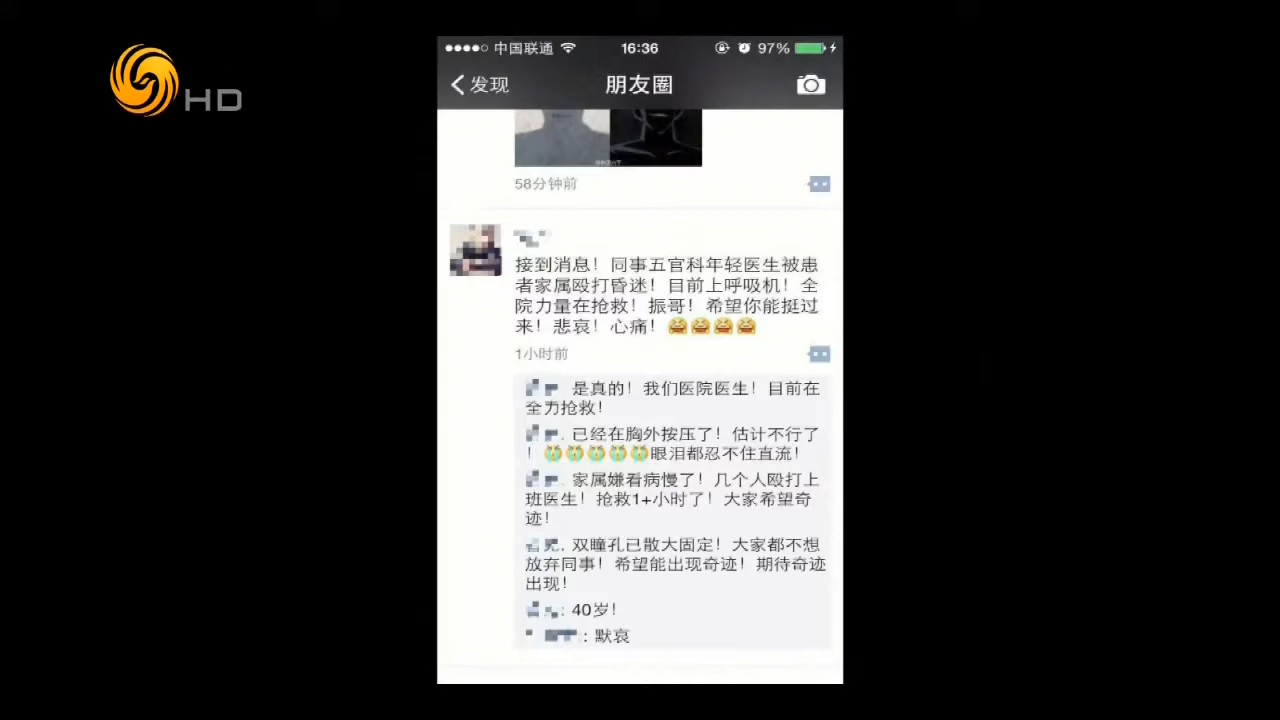 HD
中国联通
16:36
97%
发现
朋友圈
58分钟前
接到消息！同事五官科年轻医生被患
者家属殴打昏迷！目前上呼吸机！全
院力量在抢救！振哥！希望你能挺过
来！悲哀！心痛！😆😆😆😆
1小时前
是真的！我们医院医生！目前在
全力抢救！
已经在胸外按压了！估计不行了
！😭😭😭😭😭眼泪都忍不住直流！
家属嫌看病慢了！几个人殴打上
班医生！抢救1+小时了！大家希望奇
迹！
双瞳孔已散大固定！大家都不想
放弃同事！希望能出现奇迹！期待奇迹
出现！
：40岁！
：默哀